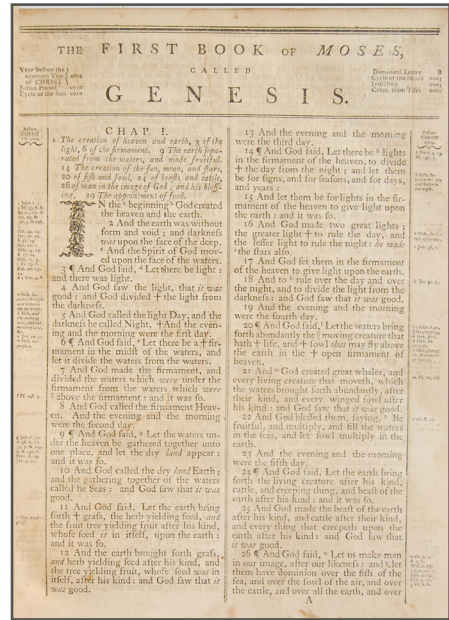 THE FIRST BOOK OF MOSES,
CALLED
GENESIS.
Year before the
common Year
of CHRIST
Julian Period
Cycle of the Sun
Dominical Letter B
Cycle of the Moon
Indiction
Creat. from Tisri
Before
CHRIST
CHAP. I.
1 The creation of heaven and earth, 3 of the
light, 6 of the firmament. 9 The earth sepa-
rated from the waters, and made fruitful.
14 The creation of the sun, moon, and stars,
20 of fish and fowl, 24 of beasts and cattle,
26 of man in the image of God; and his bless-
ing. 29 The appointment of food.
IN the beginning God created
the heaven and the earth.
2 And the earth was without
form and void; and darkness
was upon the face of the deep.
And the Spirit of God mov-
ed upon the face of the waters.
3 ¶ And God said, Let there be light:
and there was light.
4 And God saw the light, that it was
good: and God divided † the light from
the darkness.
5 And God called the light Day, and the
darkness he called Night. † And the even-
ing and the morning were the first day.
6 ¶ And God said, Let there be a † fir-
mament in the midst of the waters, and
let it divide the waters from the waters.
7 And God made the firmament, and
divided the waters which were under the
firmament from the waters which were
above the firmament: and it was so.
8 And God called the firmament Heav-
en. And the evening and the morning
were the second day.
9 ¶ And God said, Let the waters un-
der the heaven be gathered together unto
one place, and let the dry land appear:
and it was so.
10 And God called the dry land Earth;
and the gathering together of the waters
called he Seas: and God saw that it was
good.
11 And God said, Let the earth bring
forth † grass, the herb yielding seed, and
the fruit tree yielding fruit after his kind,
whose seed is in itself, upon the earth:
and it was so.
12 And the earth brought forth grass,
and herb yielding seed after his kind, and
the tree yielding fruit, whose seed was in
itself, after his kind: and God saw that it
was good.
13 And the evening and the morning
were the third day.
14 ¶ And God said, Let there be lights
in the firmament of the heaven, to divide
† the day from the night; and let them
be for signs, and for seasons, and for days,
and years:
15 And let them be for lights in the fir-
mament of the heaven to give light upon
the earth: and it was so.
16 And God made two great lights;
the greater light † to rule the day, and
the lesser light to rule the night: he made
the stars also.
17 And God set them in the firmament
of the heaven to give light upon the earth.
18 And to rule over the day and over
the night, and to divide the light from the
darkness: and God saw that it was good.
19 And the evening and the morning
were the fourth day.
20 ¶ And God said, Let the waters bring
forth abundantly the moving creature that
hath † life, and † fowl that may fly above
the earth in the † open firmament of
heaven.
21 And God created great whales, and
every living creature that moveth, which
the waters brought forth abundantly, after
their kind, and every winged fowl after
his kind: and God saw that it was good.
22 And God blessed them, saying, Be
fruitful, and multiply, and fill the waters
in the seas, and let fowl multiply in the
earth.
23 And the evening and the morning
were the fifth day.
24 ¶ And God said, Let the earth bring
forth the living creature after his kind,
cattle, and creeping thing, and beast of the
earth after his kind: and it was so.
25 And God made the beast of the earth
after his kind, and cattle after their kind,
and every thing that creepeth upon the
earth after his kind: and God saw that
it was good.
26 ¶ And God said, Let us make man
in our image, after our likeness: and let
them have dominion over the fish of the
sea, and over the fowl of the air, and over
the cattle, and over all the earth, and over
A